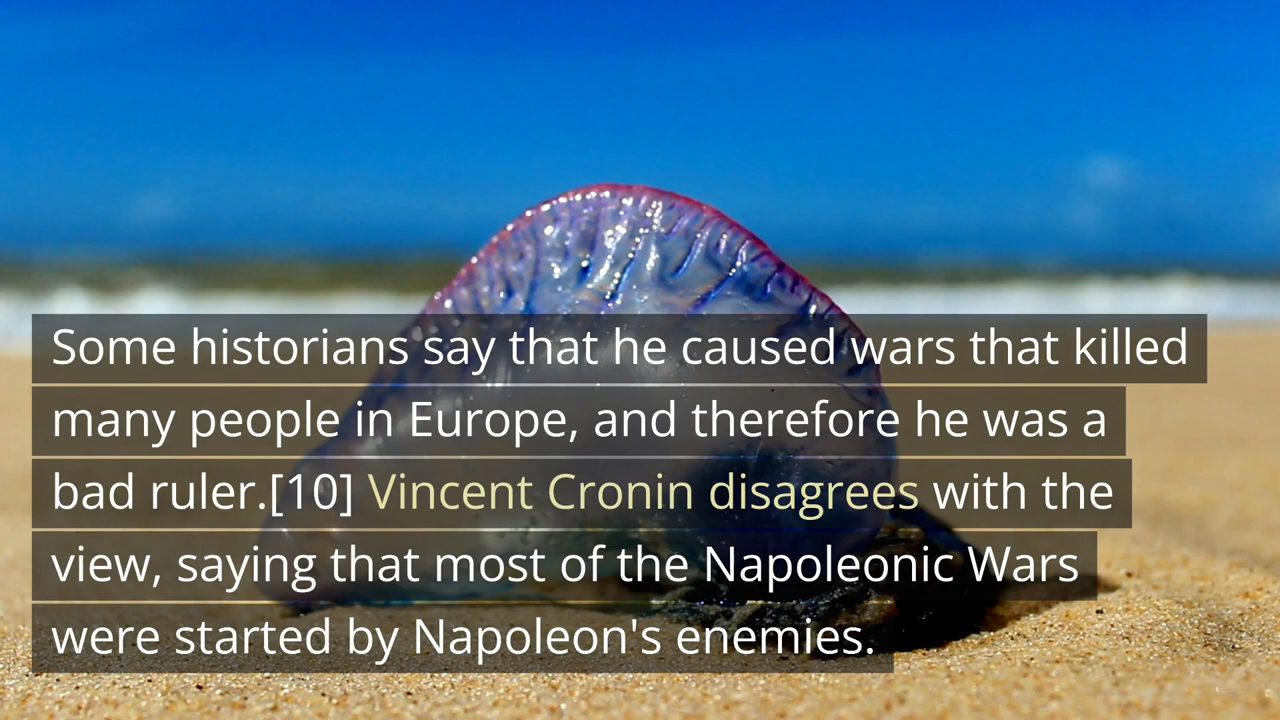 Some historians say that he caused wars that killed
many people in Europe, and therefore he was a
bad ruler.[10] Vincent Cronin disagrees with the
view, saying that most of the Napoleonic Wars
were started by Napoleon's enemies.